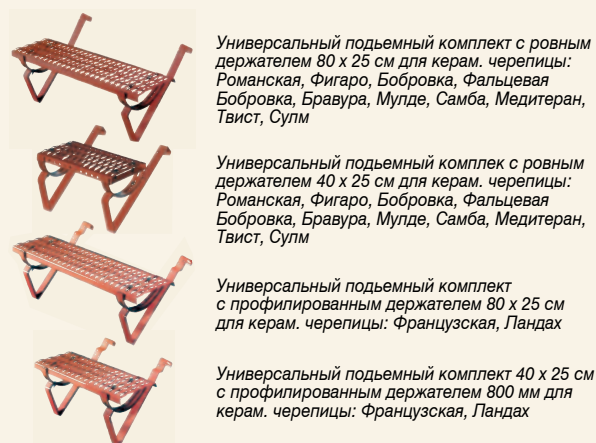 Универсальный подьемный комплект с ровным
держателем 80 x 25 см для керам. черепицы:
Романская, Фигаро, Бобровка, Фальцевая
Бобровка, Бравура, Мулде, Самба, Медитеран,
Твист, Сулм
Универсальный подьемный комплек с ровным
держателем 40 x 25 см для керам. черепицы:
Романская, Фигаро, Бобровка, Фальцевая
Бобровка, Бравура, Мулде, Самба, Медитеран,
Твист, Сулм
Универсальный подьемный комплект
с профилированным держателем 80 x 25 см
для керам. черепицы: Французская, Ландах
Универсальный подьемный комплект 40 x 25 см
с профилированным держателем 800 мм для
керам. черепицы: Французская, Ландах